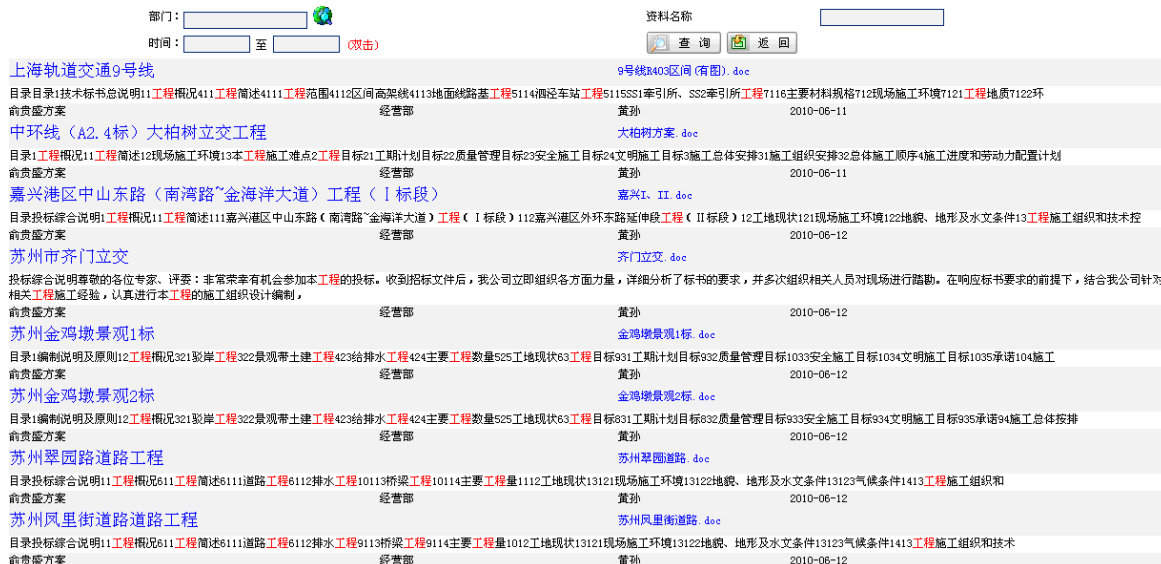 部门： 资料名称
时间： 至 (双击) 查 询 返 回
上海轨道交通9号线 9号线R403区间(有图).doc
目录目录1技术标书总说明11工程概况411工程简述4111工程范围4112区间高架线4113地面线路基工程5114泗泾车站工程5115SS1牵引所、SS2牵引所工程7116主要材料规格712现场施工环境7121工程地质7122环
俞贵盛方案 经营部 黄孙 2010-06-11
中环线（A2.4标）大柏树立交工程 大柏树方案.doc
目录1工程概况11工程简述12现场施工环境13本工程施工难点2工程目标21工期计划目标22质量管理目标23安全施工目标24文明施工目标3施工总体安排31施工组织安排32总体施工顺序4施工进度和劳动力配置计划
俞贵盛方案 经营部 黄孙 2010-06-11
嘉兴港区中山东路（南湾路~金海洋大道）工程（Ⅰ标段） 嘉兴I、II.doc
目录投标综合说明1工程概况11工程简述111嘉兴港区中山东路（南湾路~金海洋大道）工程（Ⅰ标段）112嘉兴港区外环东路延伸段工程（II标段）12工地现状121现场施工环境122地貌、地形及水文条件13工程施工组织和技术控
俞贵盛方案 经营部 黄孙 2010-06-12
苏州市齐门立交 齐门立交.doc
投标综合说明尊敬的各位专家、评委：非常荣幸有机会参加本工程的投标。收到招标文件后，我公司立即组织各方面力量，详细分析了标书的要求，并多次组织相关人员对现场进行踏勘。在响应标书要求的前提下，结合我公司针对
相关工程施工经验，认真进行本工程的施工组织设计编制，
俞贵盛方案 经营部 黄孙 2010-06-12
苏州金鸡墩景观1标 金鸡墩景观1标.doc
目录1编制说明及原则12工程概况321驳岸工程322景观带土建工程423给排水工程424主要工程数量525工地现状63工程目标931工期计划目标932质量管理目标1033安全施工目标1034文明施工目标1035承诺104施工
俞贵盛方案 经营部 黄孙 2010-06-12
苏州金鸡墩景观2标 金鸡墩景观2标.doc
目录1编制说明及原则12工程概况321驳岸工程322景观带土建工程423给排水工程424主要工程数量525工地现状63工程目标831工期计划目标832质量管理目标933安全施工目标934文明施工目标935承诺94施工总体安排
俞贵盛方案 经营部 黄孙 2010-06-12
苏州翠园路道路工程 苏州翠园道路.doc
目录投标综合说明11工程概况611工程简述6111道路工程6112排水工程10113桥梁工程10114主要工程量1112工地现状13121现场施工环境13122地貌、地形及水文条件13123气候条件1413工程施工组织和
俞贵盛方案 经营部 黄孙 2010-06-12
苏州凤里街道路道路工程 苏州凤里街道路.doc
目录投标综合说明11工程概况611工程简述6111道路工程6112排水工程9113桥梁工程9114主要工程量1012工地现状13121现场施工环境13122地貌、地形及水文条件13123气候条件1413工程施工组织和技术
俞贵盛方案 经营部 黄孙 2010-06-12